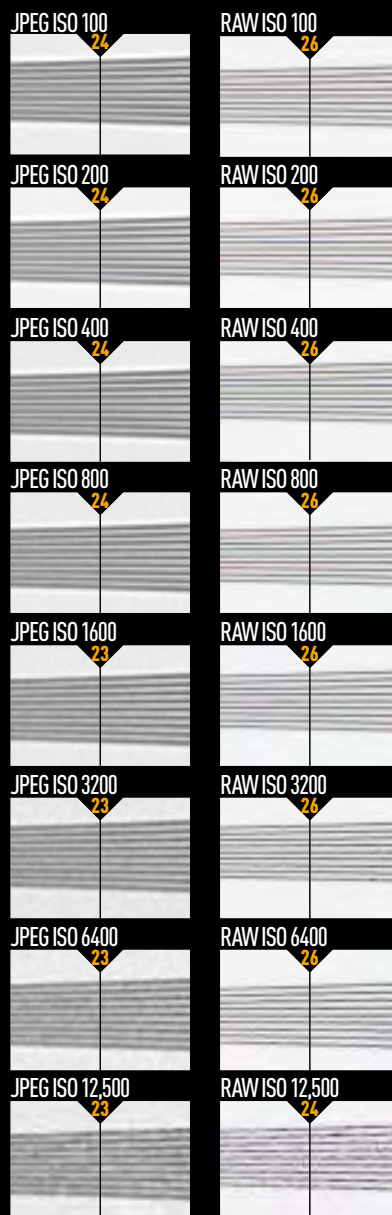 JPEG ISO 100
24
RAW ISO 100
26
JPEG ISO 200
24
RAW ISO 200
26
JPEG ISO 400
24
RAW ISO 400
26
JPEG ISO 800
24
RAW ISO 800
26
JPEG ISO 1600
23
RAW ISO 1600
26
JPEG ISO 3200
23
RAW ISO 3200
26
JPEG ISO 6400
23
RAW ISO 6400
26
JPEG ISO 12,500
23
RAW ISO 12,500
24